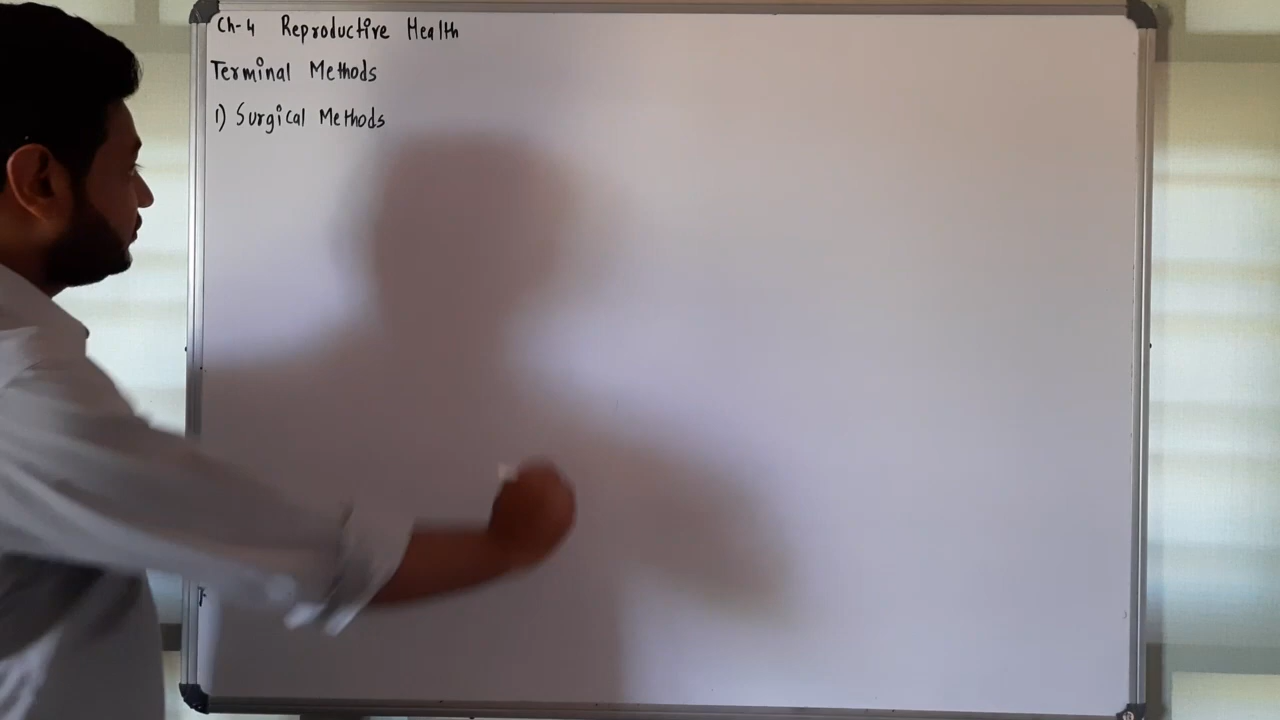 Ch-4 Reproductive Health
Terminal Methods
1) Surgical Methods